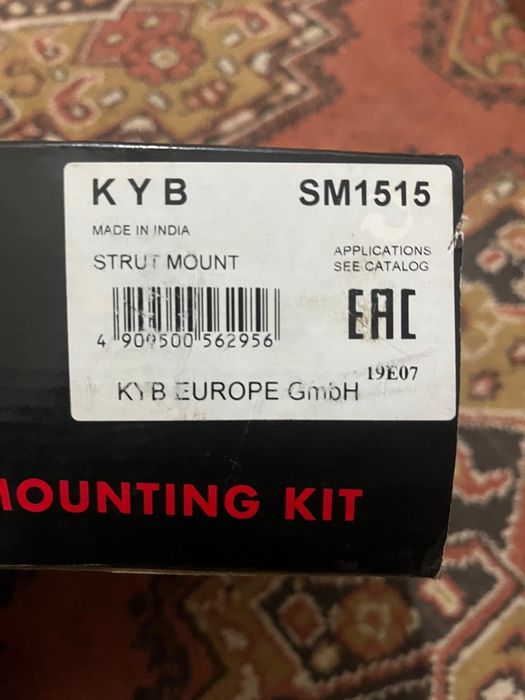 KYB SM1515
MADE IN INDIA
STRUT MOUNT
APPLICATIONS
SEE CATALOG
EAC
4 909500 562956
19E07
KYB EUROPE GmbH
MOUNTING KIT